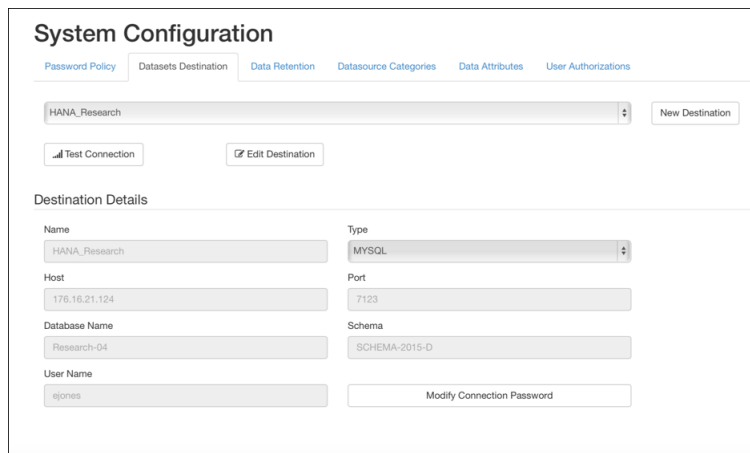 System Configuration
Password Policy Datasets Destination Data Retention Datasource Categories Data Attributes User Authorizations
HANA_Research New Destination
Test Connection Edit Destination
Destination Details
Name Type
HANA_Research MYSQL
Host Port
176.16.21.124 7123
Database Name Schema
Research-04 SCHEMA-2015-D
User Name
ejones Modify Connection Password